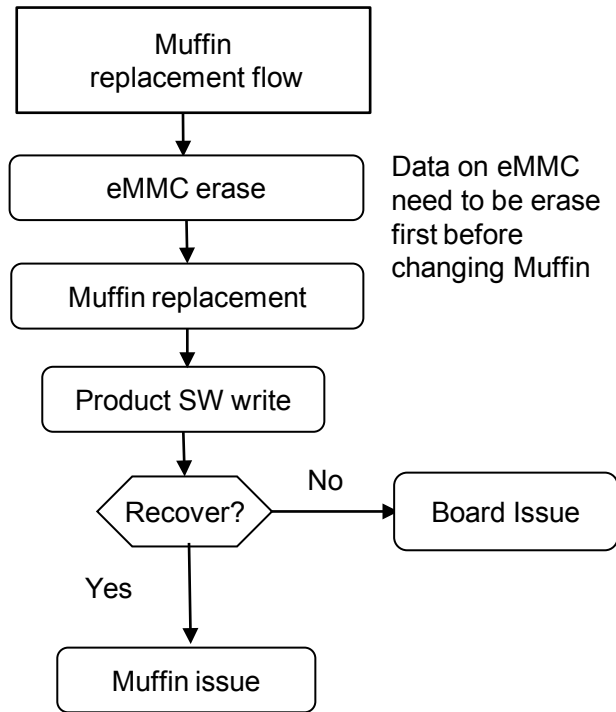 Muffin
replacement flow
eMMC erase
Data on eMMC
need to be erase
first before
changing Muffin
Muffin replacement
Product SW write
Recover?
No
Board Issue
Yes
Muffin issue